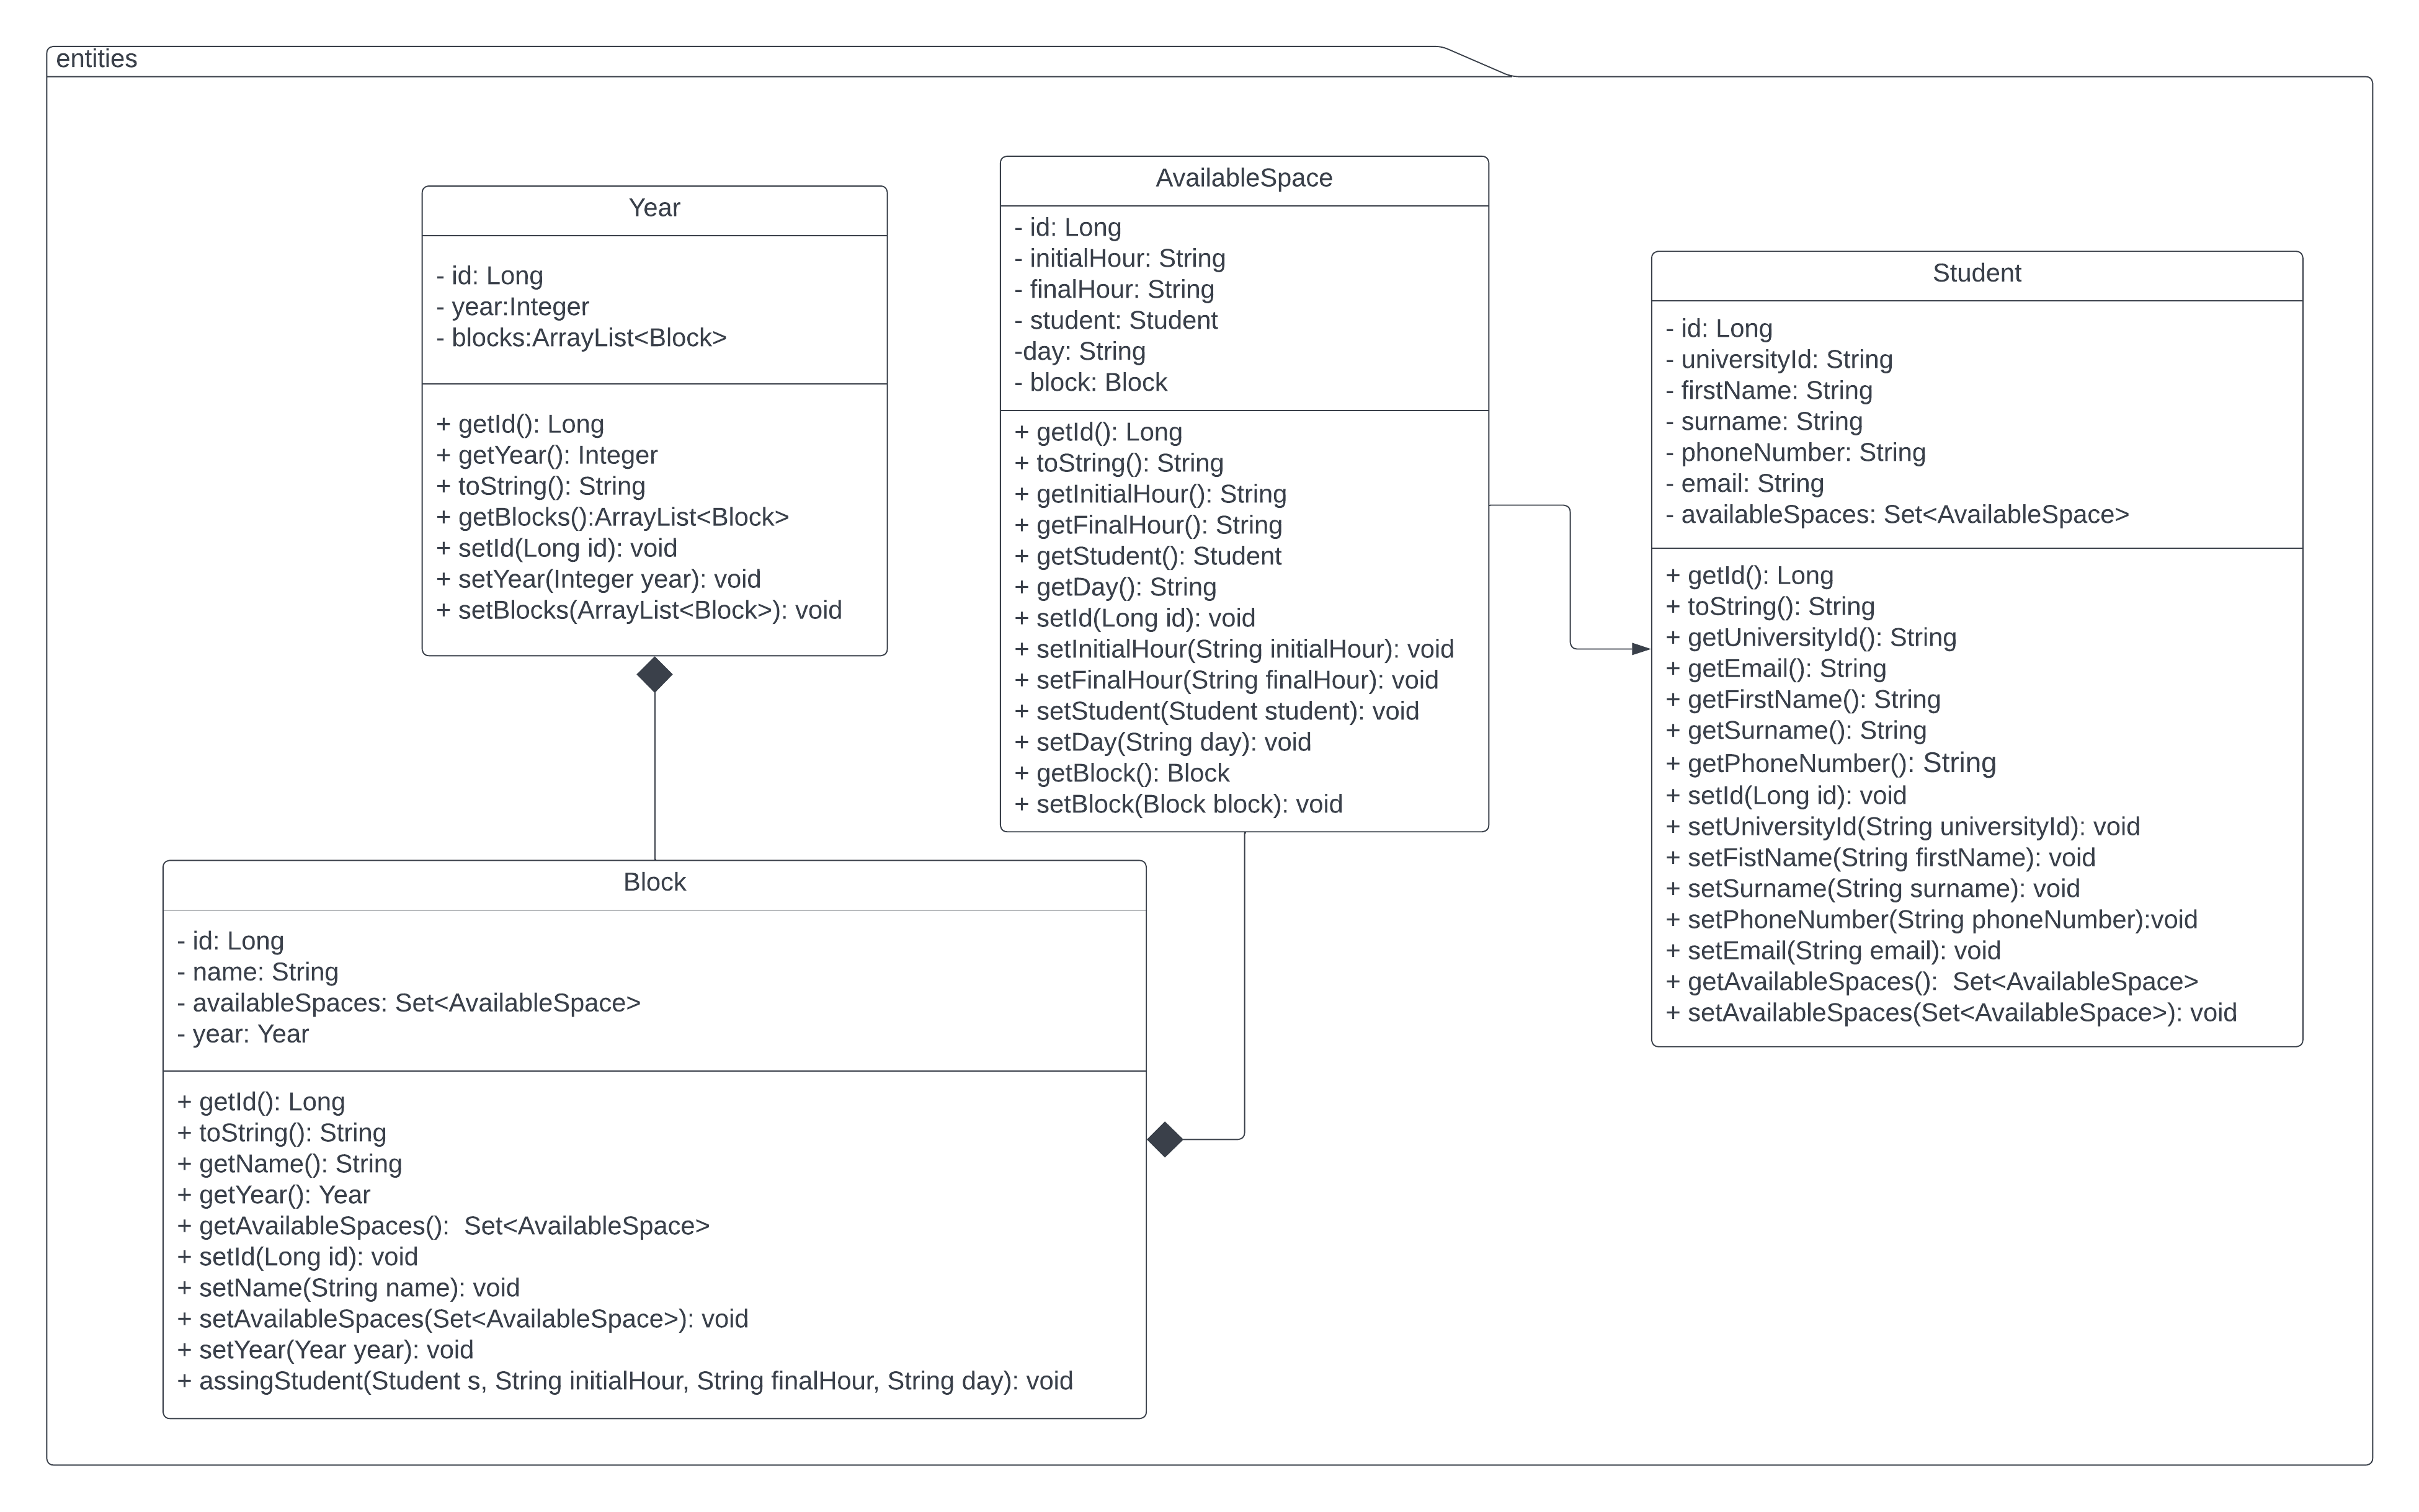 entities
Year
- id: Long
- year:Integer
- blocks:ArrayList<Block>
+ getId(): Long
+ getYear(): Integer
+ toString(): String
+ getBlocks():ArrayList<Block>
+ setId(Long id): void
+ setYear(Integer year): void
+ setBlocks(ArrayList<Block>): void
AvailableSpace
- id: Long
- initialHour: String
- finalHour: String
- student: Student
-day: String
- block: Block
+ getId(): Long
+ toString(): String
+ getInitialHour(): String
+ getFinalHour(): String
+ getStudent(): Student
+ getDay(): String
+ setId(Long id): void
+ setInitialHour(String initialHour): void
+ setFinalHour(String finalHour): void
+ setStudent(Student student): void
+ setDay(String day): void
+ getBlock(): Block
+ setBlock(Block block): void
Student
- id: Long
- universityId: String
- firstName: String
- surname: String
- phoneNumber: String
- email: String
- availableSpaces: Set<AvailableSpace>
+ getId(): Long
+ toString(): String
+ getUniversityId(): String
+ getEmail(): String
+ getFirstName(): String
+ getSurname(): String
+ getPhoneNumber(): String
+ setId(Long id): void
+ setUniversityId(String universityId): void
+ setFistName(String firstName): void
+ setSurname(String surname): void
+ setPhoneNumber(String phoneNumber):void
+ setEmail(String email): void
+ getAvailableSpaces():  Set<AvailableSpace>
+ setAvailableSpaces(Set<AvailableSpace>): void
Block
- id: Long
- name: String
- availableSpaces: Set<AvailableSpace>
- year: Year
+ getId(): Long
+ toString(): String
+ getName(): String
+ getYear(): Year
+ getAvailableSpaces():  Set<AvailableSpace>
+ setId(Long id): void
+ setName(String name): void
+ setAvailableSpaces(Set<AvailableSpace>): void
+ setYear(Year year): void
+ assingStudent(Student s, String initialHour, String finalHour, String day): void